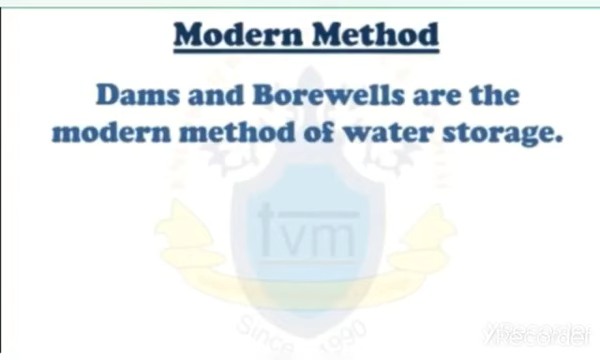 Modern Method
Dams and Borewells are the
modern method of water storage.
tvm
Since 1990
XRecorder